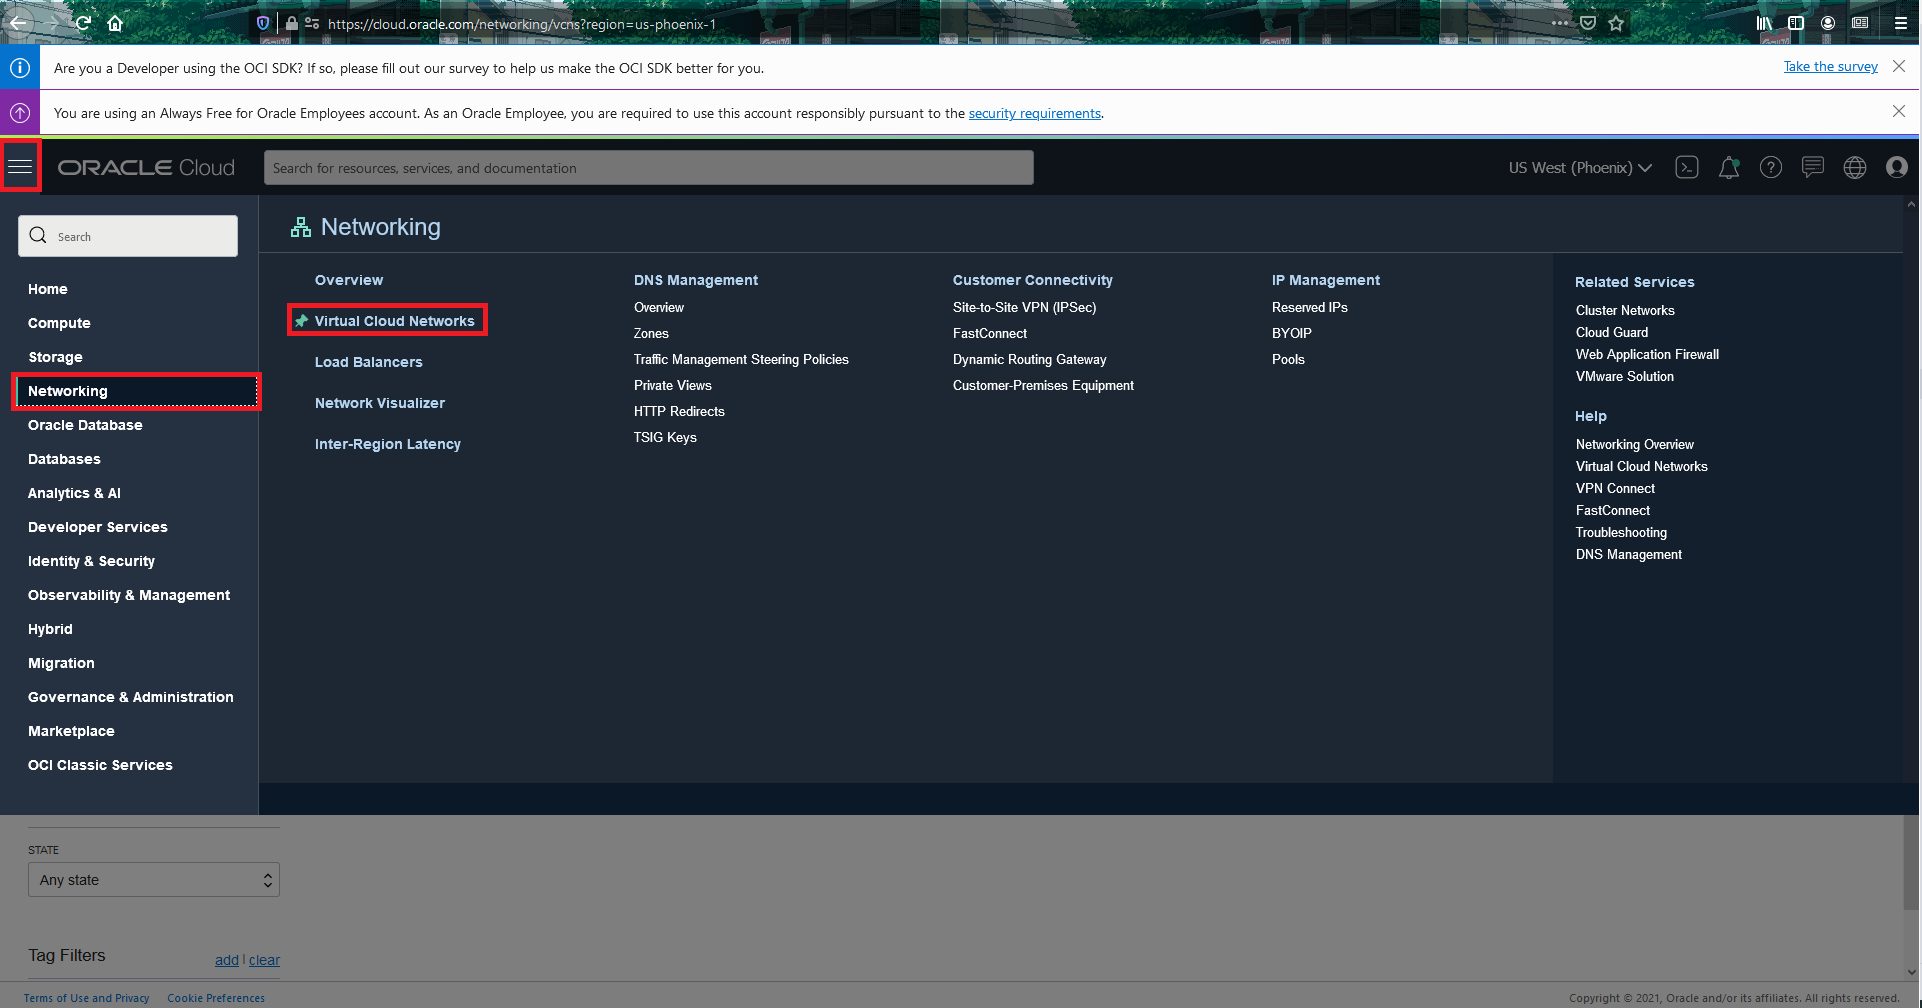 https://cloud.oracle.com/networking/vcns?region=us-phoenix-1
Are you a Developer using the OCI SDK? If so, please fill out our survey to help us make the OCI SDK better for you.
Take the survey
You are using an Always Free for Oracle Employees account. As an Oracle Employee, you are required to use this account responsibly pursuant to the security requirements.
ORACLE Cloud
Search for resources, services, and documentation
US West (Phoenix)
Search
Home
Compute
Storage
Networking
Oracle Database
Databases
Analytics & AI
Developer Services
Identity & Security
Observability & Management
Hybrid
Migration
Governance & Administration
Marketplace
OCI Classic Services
Networking
Overview
Virtual Cloud Networks
Load Balancers
Network Visualizer
Inter-Region Latency
DNS Management
Overview
Zones
Traffic Management Steering Policies
Private Views
HTTP Redirects
TSIG Keys
Customer Connectivity
Site-to-Site VPN (IPSec)
FastConnect
Dynamic Routing Gateway
Customer-Premises Equipment
IP Management
Reserved IPs
BYOIP
Pools
Related Services
Cluster Networks
Cloud Guard
Web Application Firewall
VMware Solution
Help
Networking Overview
Virtual Cloud Networks
VPN Connect
FastConnect
Troubleshooting
DNS Management
STATE
Any state
Tag Filters
add | clear
Terms of Use and Privacy
Cookie Preferences
Copyright © 2021, Oracle and/or its affiliates. All rights reserved.